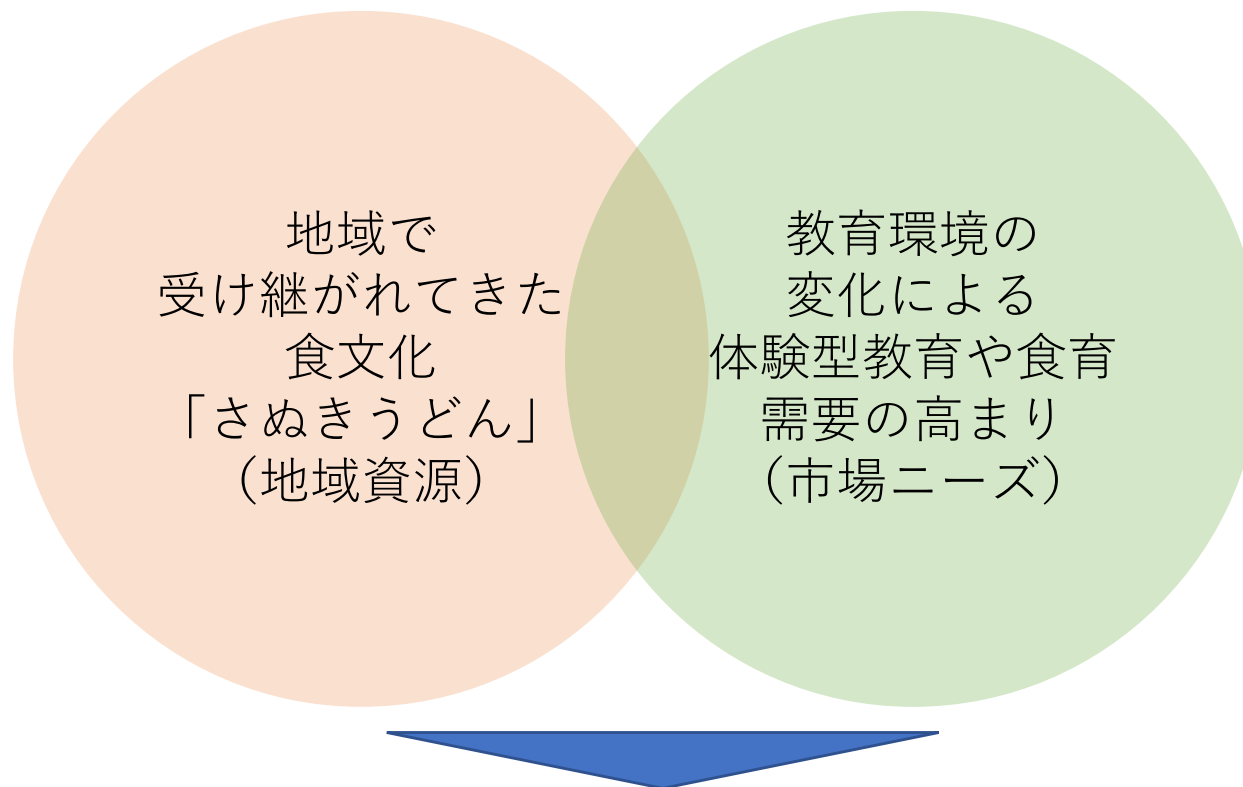 地域で
受け継がれてきた
食文化
「さぬきうどん」
（地域資源）
教育環境の
変化による
体験型教育や食育
需要の高まり
（市場ニーズ）